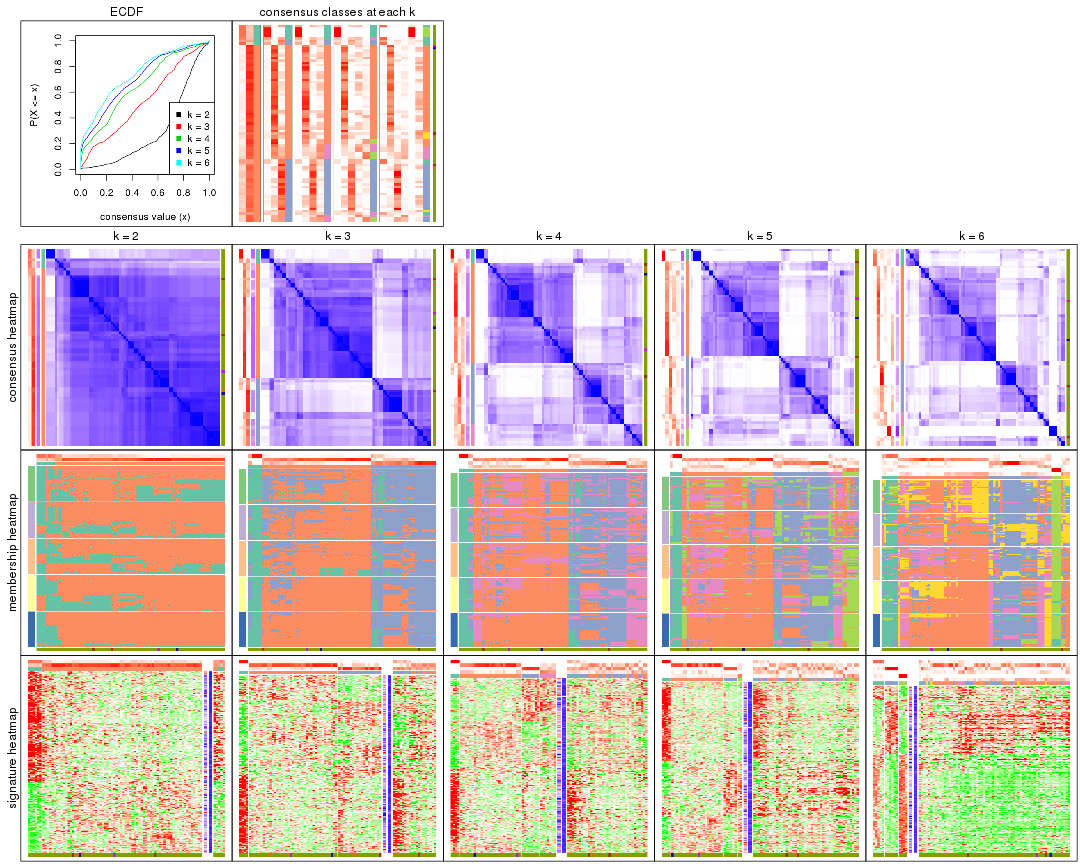 ECDF
consensus classes at each k
P(X <= x)
0.0
0.2
0.4
0.6
0.8
1.0
k = 2
k = 3
k = 4
k = 5
k = 6
0.0 0.2 0.4 0.6 0.8 1.0
consensus value (x)
k = 2
k = 3
k = 4
k = 5
k = 6
consensus heatmap
membership heatmap
signature heatmap